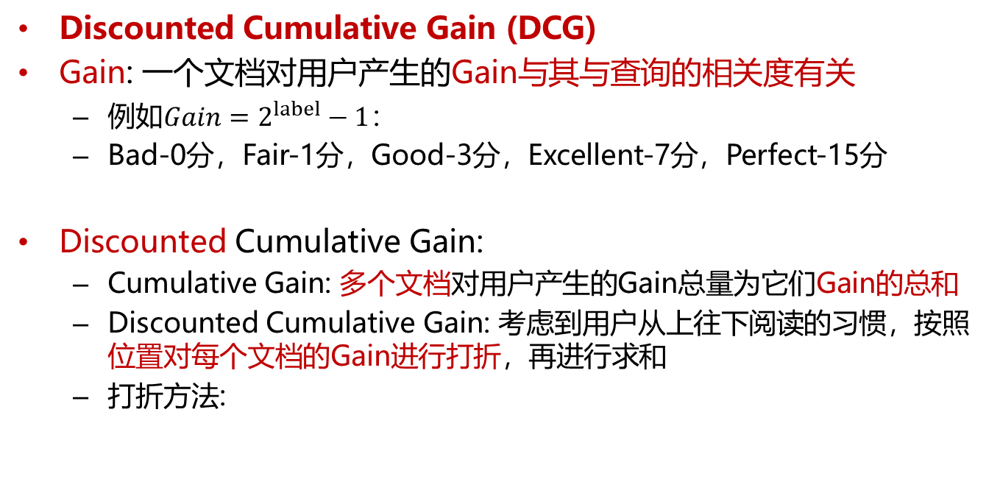 • Discounted Cumulative Gain (DCG)
• Gain: 一个文档对用户产生的Gain与其与查询的相关度有关
– 例如Gain = 2^label − 1:
– Bad-0分，Fair-1分，Good-3分，Excellent-7分，Perfect-15分
• Discounted Cumulative Gain:
– Cumulative Gain: 多个文档对用户产生的Gain总量为它们Gain的总和
– Discounted Cumulative Gain: 考虑到用户从上往下阅读的习惯，按照
位置对每个文档的Gain进行打折，再进行求和
– 打折方法: